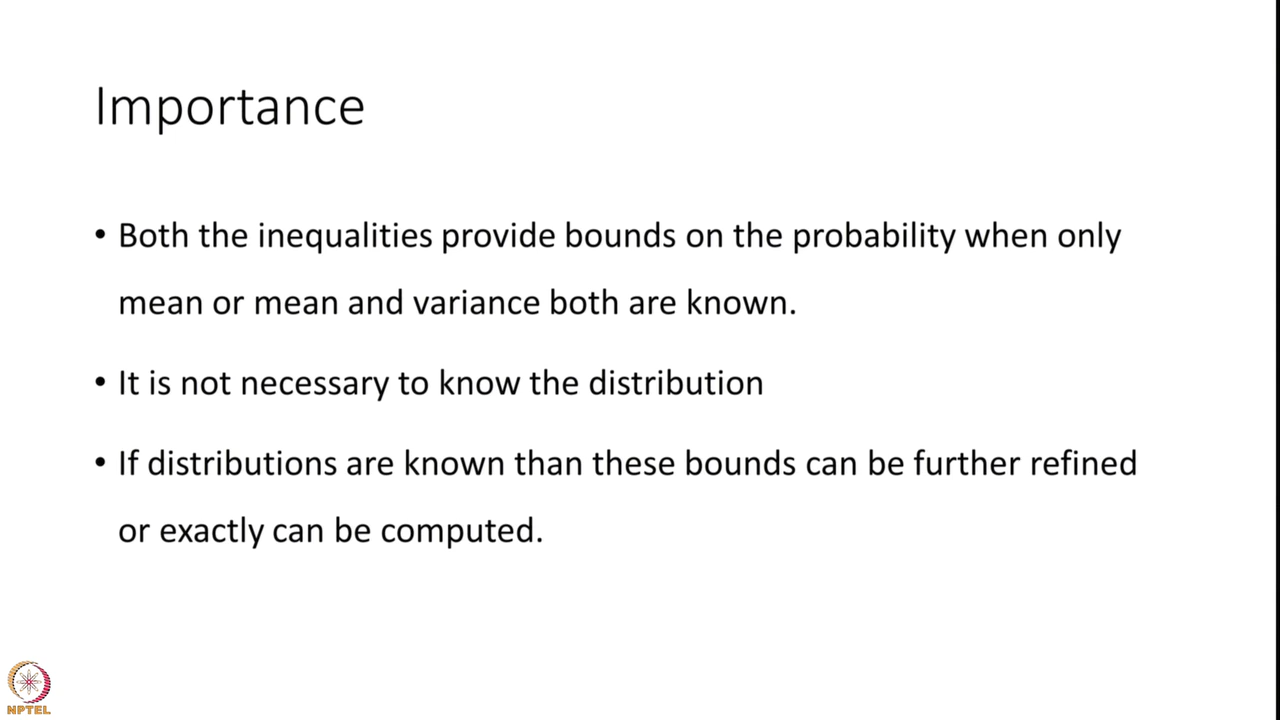 Importance
• Both the inequalities provide bounds on the probability when only
mean or mean and variance both are known.
• It is not necessary to know the distribution
• If distributions are known than these bounds can be further refined
or exactly can be computed.
NPTEL